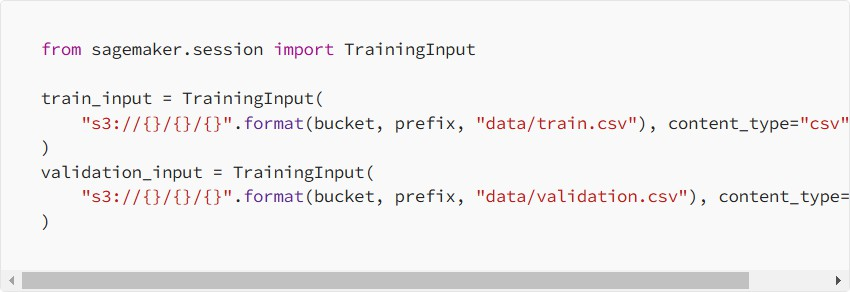 from sagemaker.session import TrainingInput
train_input = TrainingInput(
"s3://{}/{}/{}".format(bucket, prefix, "data/train.csv"), content_type="csv"
)
validation_input = TrainingInput(
"s3://{}/{}/{}".format(bucket, prefix, "data/validation.csv"), content_type=
)